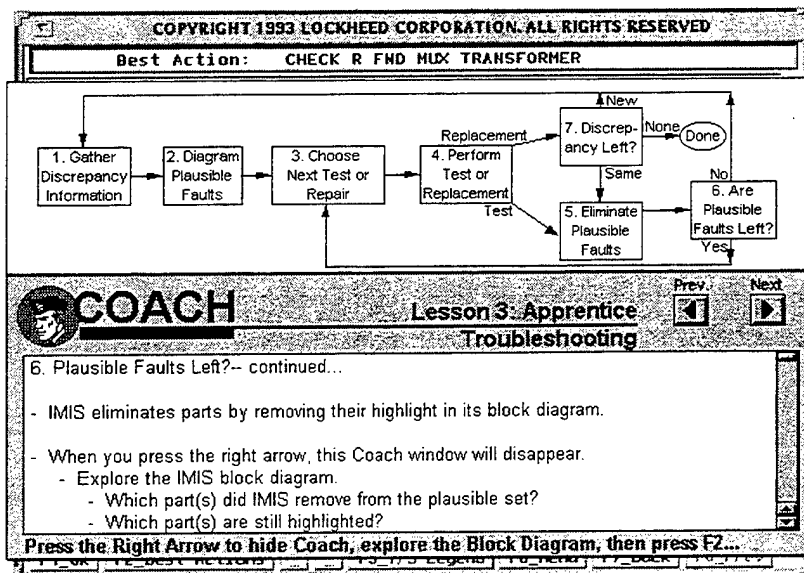 COPYRIGHT 1993 LOCKHEED CORPORATION. ALL RIGHTS RESERVED
Best Action: CHECK R FND MUX TRANSFORMER
1. Gather
Discrepancy
Information
2. Diagram
Plausible
Faults
3. Choose
Next Test or
Repair
4. Perform
Test or
Replacement
Replacement
Test
7. Discrep-
ancy Left?
New
None
Done
Same
5. Eliminate
Plausible
Faults
No
6. Are
Plausible
Faults Left?
Yes
COACH
Lesson 3: Apprentice
Troubleshooting
Prev.
Next
6. Plausible Faults Left?-- continued...
- IMIS eliminates parts by removing their highlight in its block diagram.
- When you press the right arrow, this Coach window will disappear.
- Explore the IMIS block diagram.
- Which part(s) did IMIS remove from the plausible set?
- Which part(s) are still highlighted?
Press the Right Arrow to hide Coach, explore the Block Diagram, then press F2...